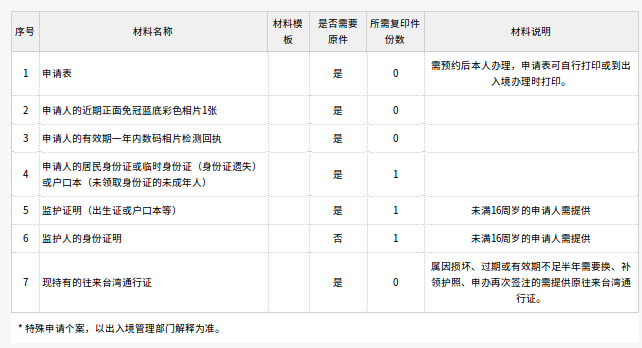 序号 材料名称 材料模板 是否需要原件 所需复印件份数 材料说明
1 申请表 是 0 需预约后本人办理，申请表可自行打印或到出入境办理时打印。
2 申请人的近期正面免冠蓝底彩色相片1张 是 0
3 申请人的有效期一年内数码相片检测回执 是 0
4 申请人的居民身份证或临时身份证（身份证遗失）或户口本（未领取身份证的未成年人） 是 1
5 监护证明（出生证或户口本等） 是 1 未满16周岁的申请人需提供
6 监护人的身份证明 否 1 未满16周岁的申请人需提供
7 现持有的往来台湾通行证 是 0 属因损坏、过期或有效期不足半年需要换、补领护照、申办再次签注的需提供原往来台湾通行证。
* 特殊申请个案，以出入境管理部门解释为准。